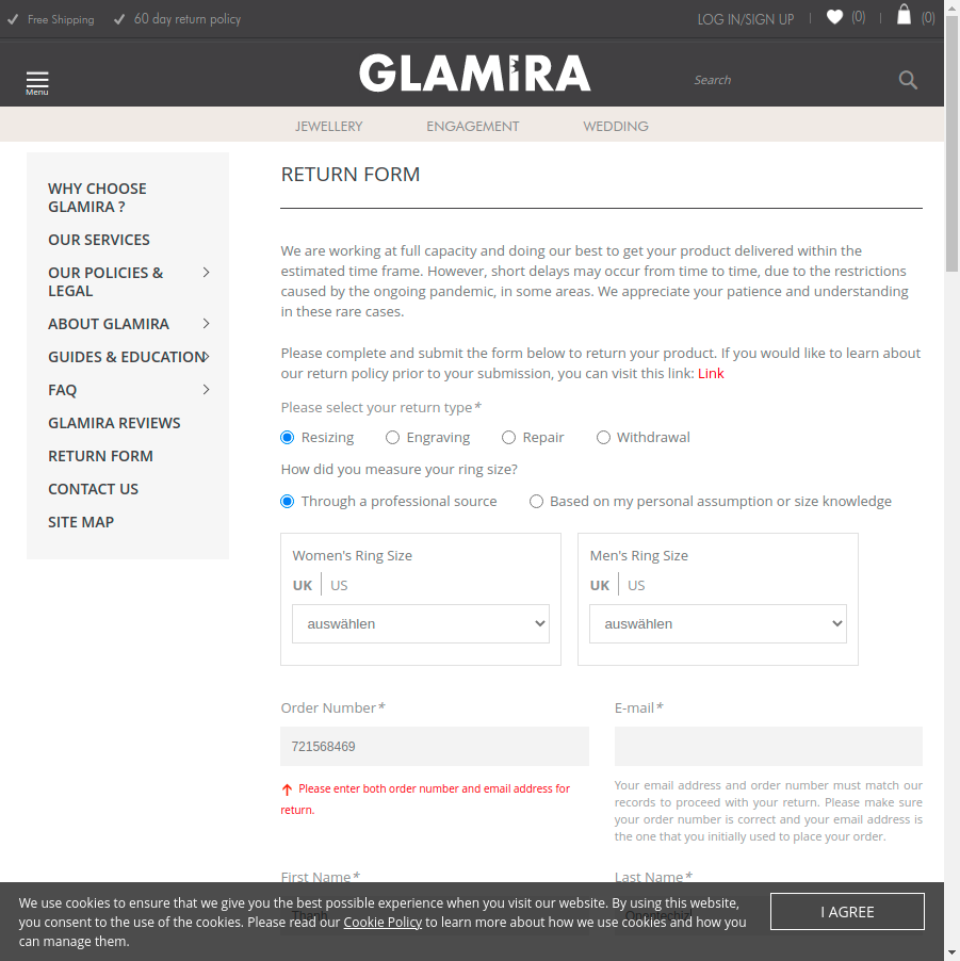 Free Shipping
60 day return policy
LOG IN/SIGN UP | (0) | (0)
Menu
GLAMIRA
Search
JEWELLERY ENGAGEMENT WEDDING
WHY CHOOSE
GLAMIRA ?
OUR SERVICES
OUR POLICIES &
LEGAL
ABOUT GLAMIRA
GUIDES & EDUCATION
FAQ
GLAMIRA REVIEWS
RETURN FORM
CONTACT US
SITE MAP
RETURN FORM
We are working at full capacity and doing our best to get your product delivered within the
estimated time frame. However, short delays may occur from time to time, due to the restrictions
caused by the ongoing pandemic, in some areas. We appreciate your patience and understanding
in these rare cases.
Please complete and submit the form below to return your product. If you would like to learn about
our return policy prior to your submission, you can visit this link: Link
Please select your return type*
Resizing Engraving Repair Withdrawal
How did you measure your ring size?
Through a professional source Based on my personal assumption or size knowledge
Women's Ring Size
UK | US
auswählen
Men's Ring Size
UK | US
auswählen
Order Number*
721568469
Please enter both order number and email address for
return.
E-mail*
Your email address and order number must match our
records to proceed with your return. Please make sure
your order number is correct and your email address is
the one that you initially used to place your order.
First Name*
Last Name*
We use cookies to ensure that we give you the best possible experience when you visit our website. By using this website,
you consent to the use of the cookies. Please read our Cookie Policy to learn more about how we use cookies and how you
can manage them.
I AGREE